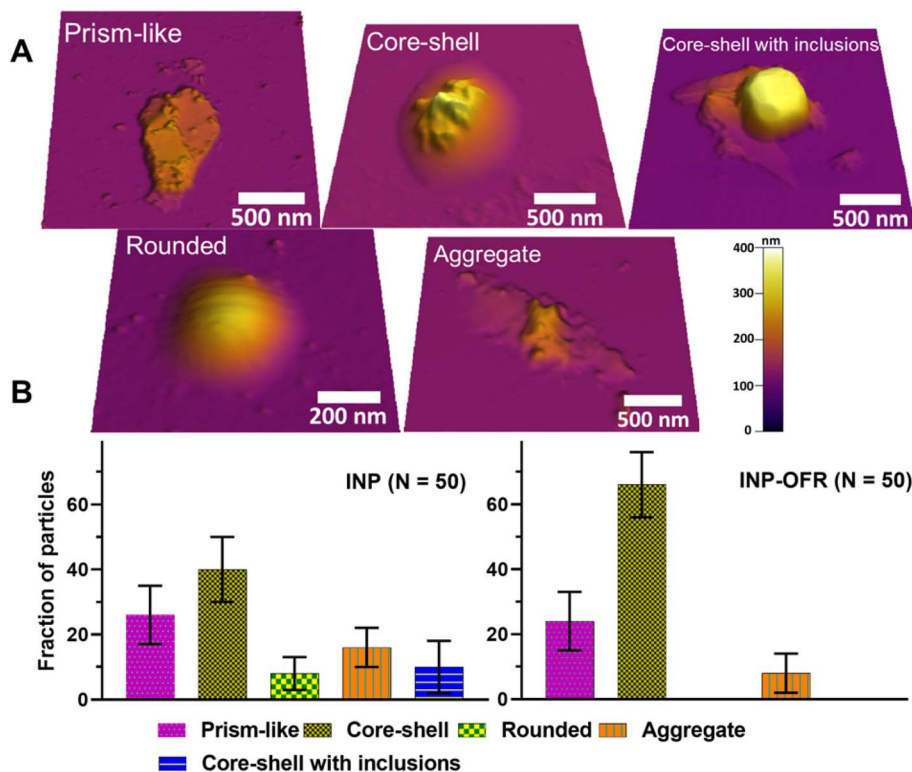 A
Prism-like
500 nm
Core-shell
500 nm
Core-shell with inclusions
500 nm
Rounded
200 nm
Aggregate
500 nm
nm
400
300
200
100
0
B
Fraction of particles
60
40
20
0
INP (N = 50)
60
40
20
0
INP-OFR (N = 50)
Prism-like Core-shell Rounded Aggregate
Core-shell with inclusions